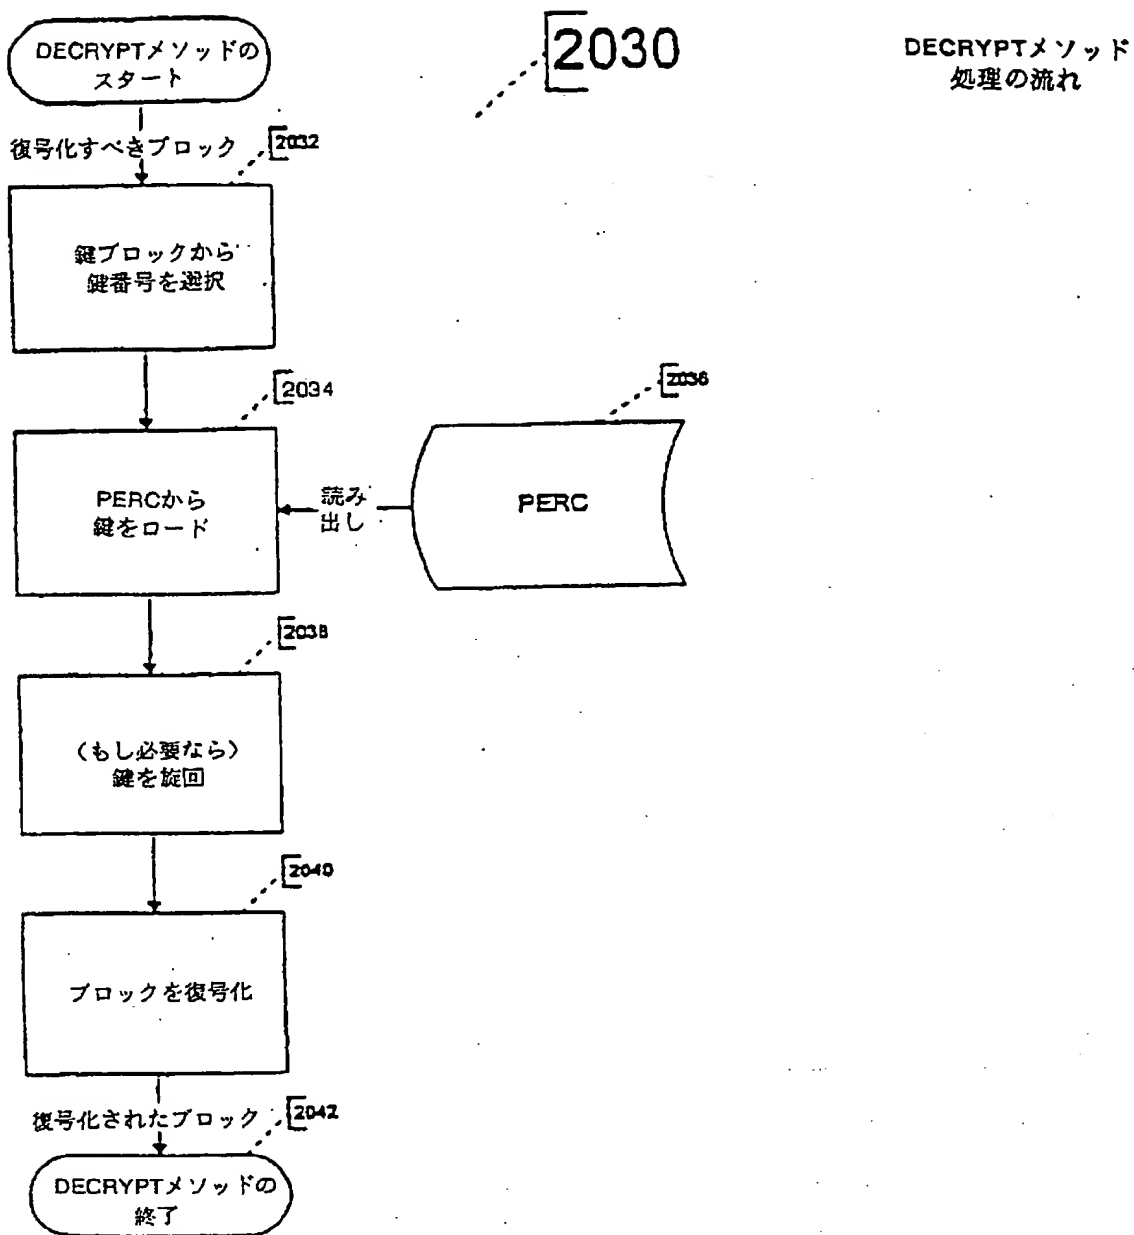 2030
DECRYPTメソッド
処理の流れ
DECRYPTメソッドの
スタート
復号化すべきブロック
2032
鍵ブロックから
鍵番号を選択
2034
PERCから
鍵をロード
読み
出し
2036
PERC
2038
(もし必要なら)
鍵を旋回
2040
ブロックを復号化
復号化されたブロック
2042
DECRYPTメソッドの
終了